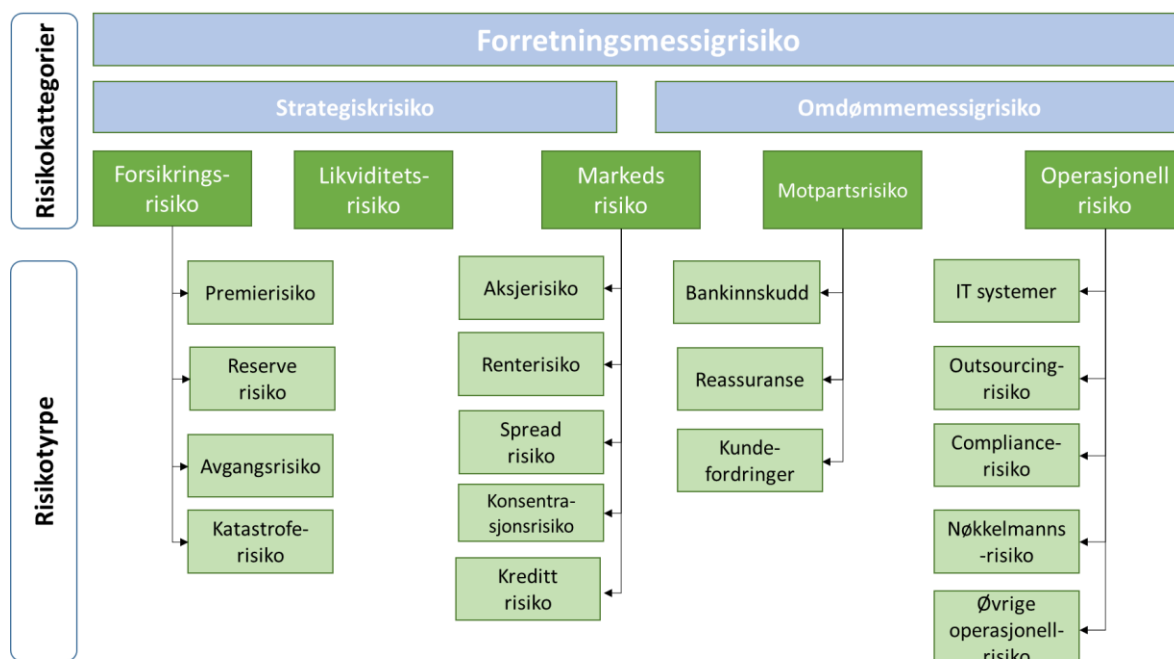 Risikokattegorier
Forretningsmessigrisiko
Strategiskrisiko
Omdømmemessigrisiko
Forsikrings-
risiko
Likviditets-
risiko
Markeds
risiko
Motpartsrisiko
Operasjonell
risiko
Risikotyrpe
Premierisiko
Reserve
risiko
Avgangsrisiko
Katastrofe-
risiko
Aksjerisiko
Renterisiko
Spread
risiko
Konsentra-
sjonsrisiko
Kreditt
risiko
Bankinnskudd
Reassuranse
Kunde-
fordringer
IT systemer
Outsourcing-
risiko
Compliance-
risiko
Nøkkelmanns
-risiko
Øvrige
operasjonell-
risiko